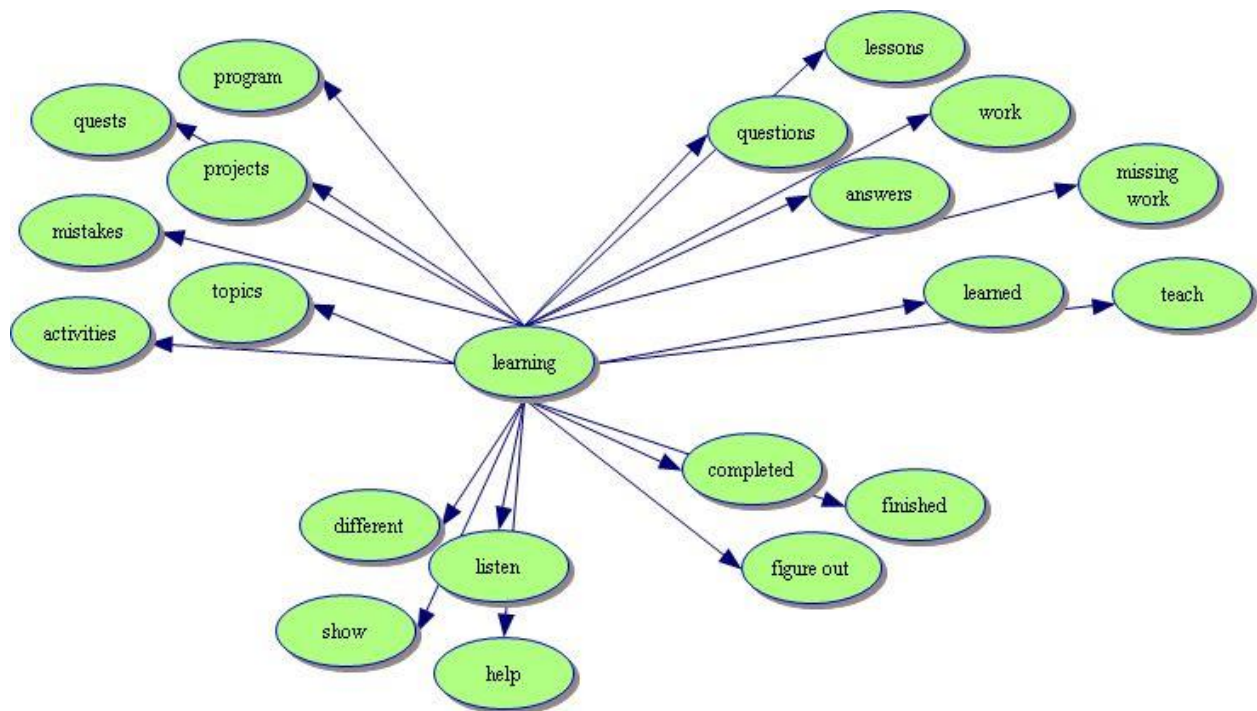 lessons
program
work
quests
questions
projects
missing
work
answers
mistakes
topics
learned
teach
activities
learning
completed
finished
different
listen
figure out
show
help